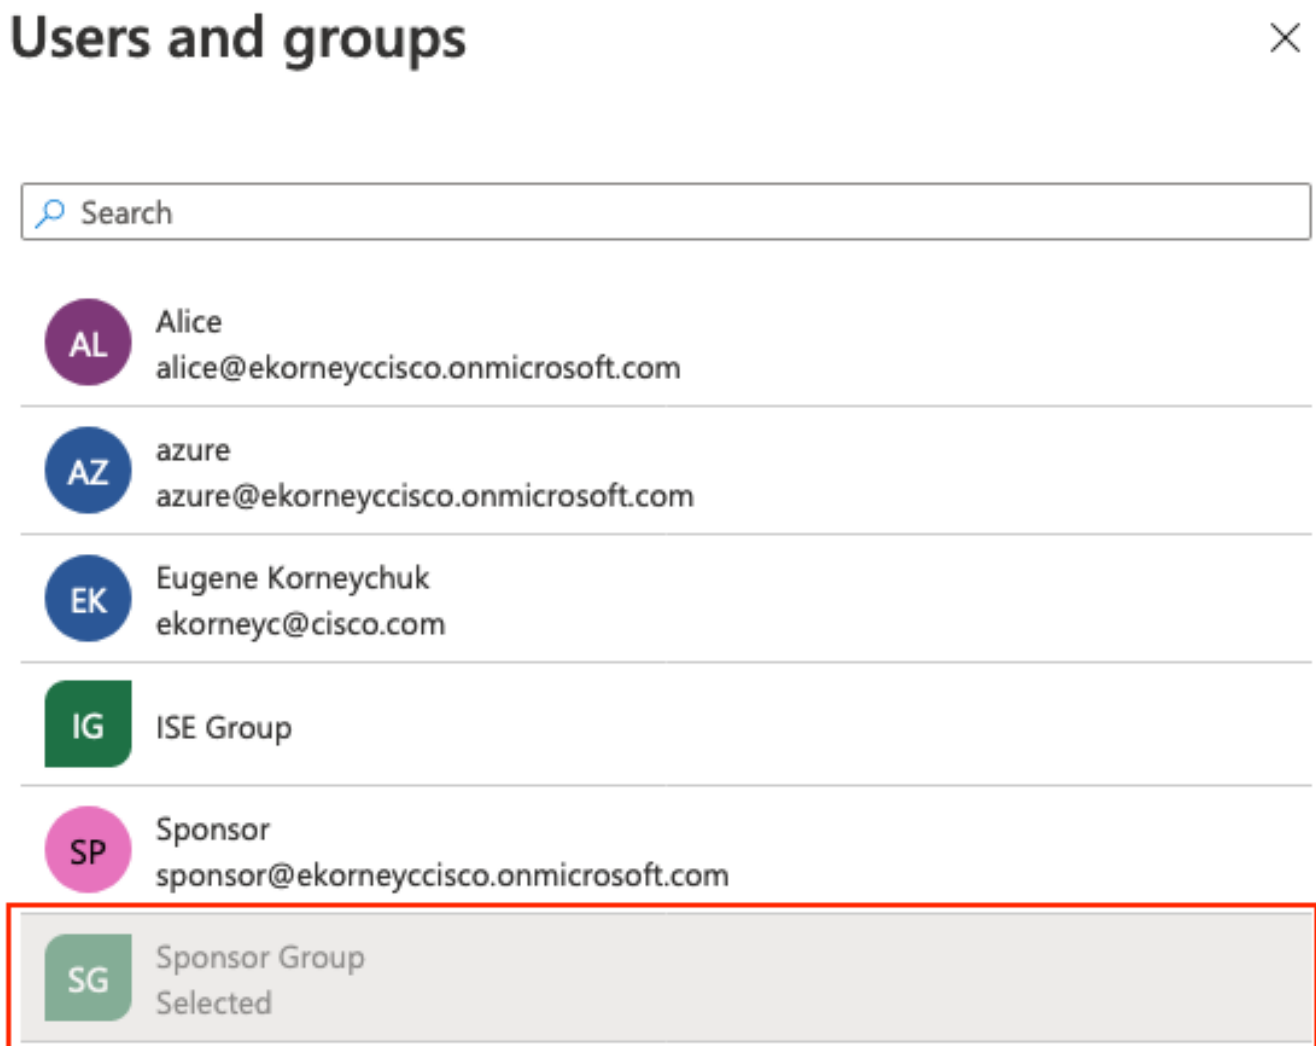 Users and groups
Search
AL
Alice
alice@ekorneyccisco.onmicrosoft.com
AZ
azure
azure@ekorneyccisco.onmicrosoft.com
EK
Eugene Korneychuk
ekorneyc@cisco.com
IG
ISE Group
SP
Sponsor
sponsor@ekorneyccisco.onmicrosoft.com
SG
Sponsor Group
Selected